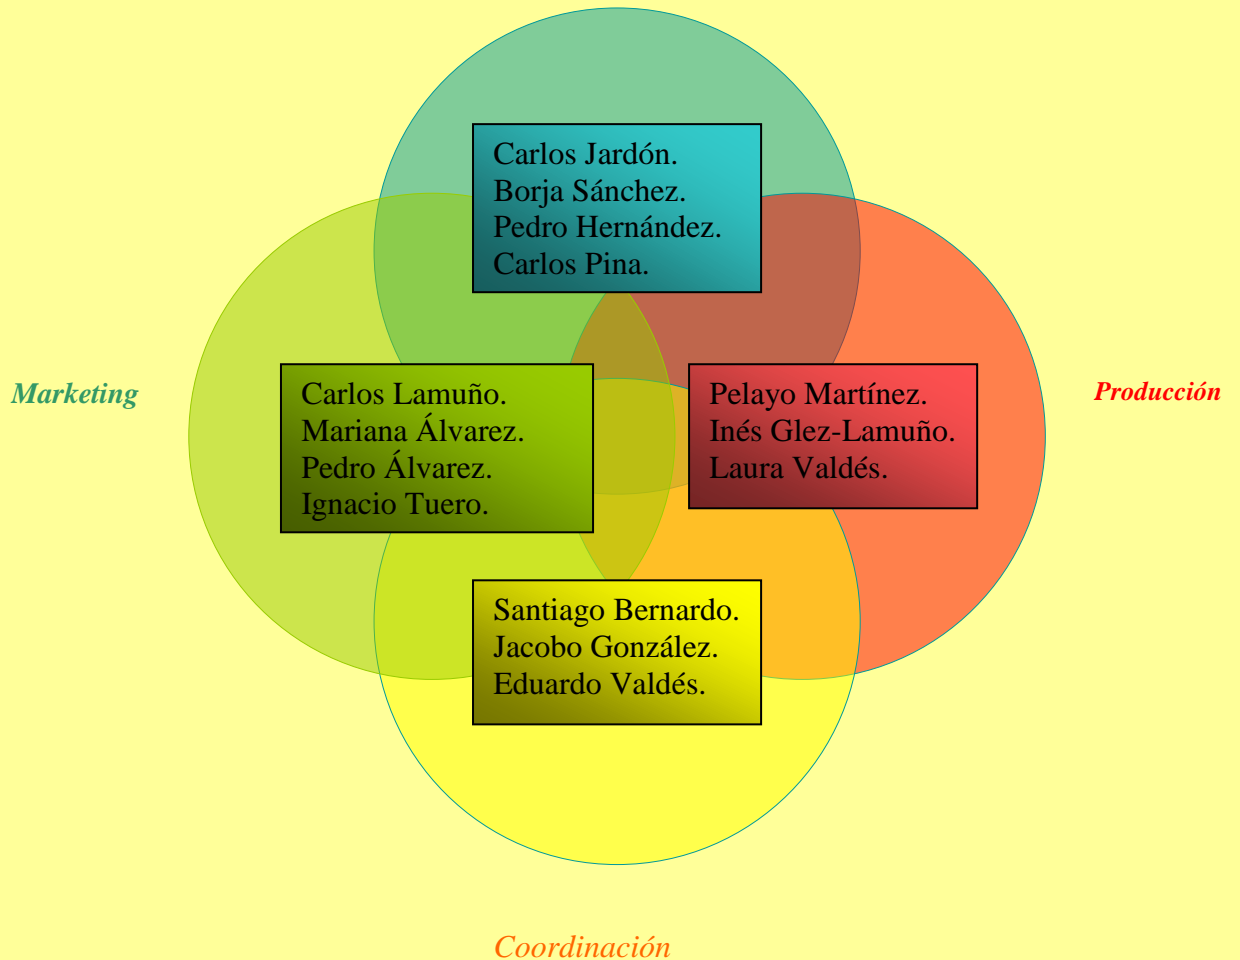 Carlos Jardón.
Borja Sánchez.
Pedro Hernández.
Carlos Pina.
Marketing
Carlos Lamuño.
Mariana Álvarez.
Pedro Álvarez.
Ignacio Tuero.
Pelayo Martínez.
Inés Glez-Lamuño.
Laura Valdés.
Producción
Santiago Bernardo.
Jacobo González.
Eduardo Valdés.
Coordinación